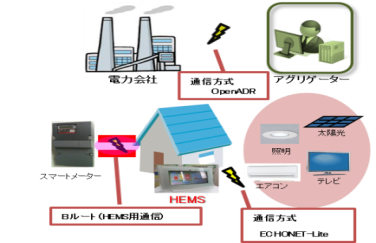 電力会社
アグリゲーター
通信方式
OpenADR
太陽光
照明
スマートメーター
エアコン
テレビ
HEMS
Bルート(HEMS用通信)
通信方式
ECHONET-Lite